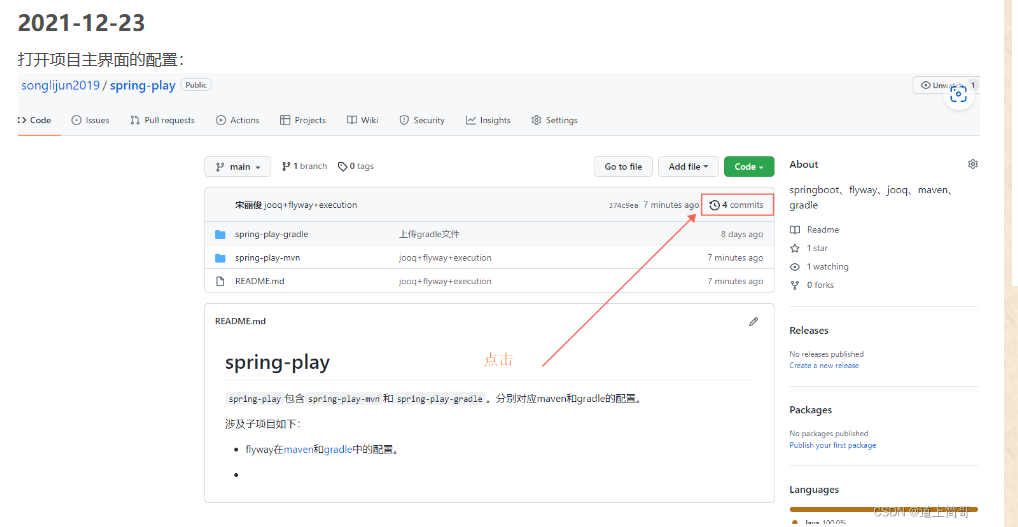 2021-12-23
打开项目主界面的配置：
songlijun2019 / spring-play Public
1
Code Issues Pull requests Actions Projects Wiki Security Insights Settings
main 1 branch 0 tags Go to file Add file Code
宋丽俊 jooq+flyway+execution 374c9ea 7 minutes ago 4 commits
spring-play-gradle 上传gradle文件 8 days ago
spring-play-mvn jooq+flyway+execution 7 minutes ago
README.md jooq+flyway+execution 7 minutes ago
README.md
spring-play
点击
spring-play 包含 spring-play-mvn 和 spring-play-gradle 。分别对应maven和gradle的配置。
涉及子项目如下：
flyway在maven和gradle中的配置。
About
springboot、flyway、jooq、maven、
gradle
Readme
1 star
1 watching
0 forks
Releases
No releases published
Create a new release
Packages
No packages published
Publish your first package
Languages
CSDN @道上简哥
Java 100.0%